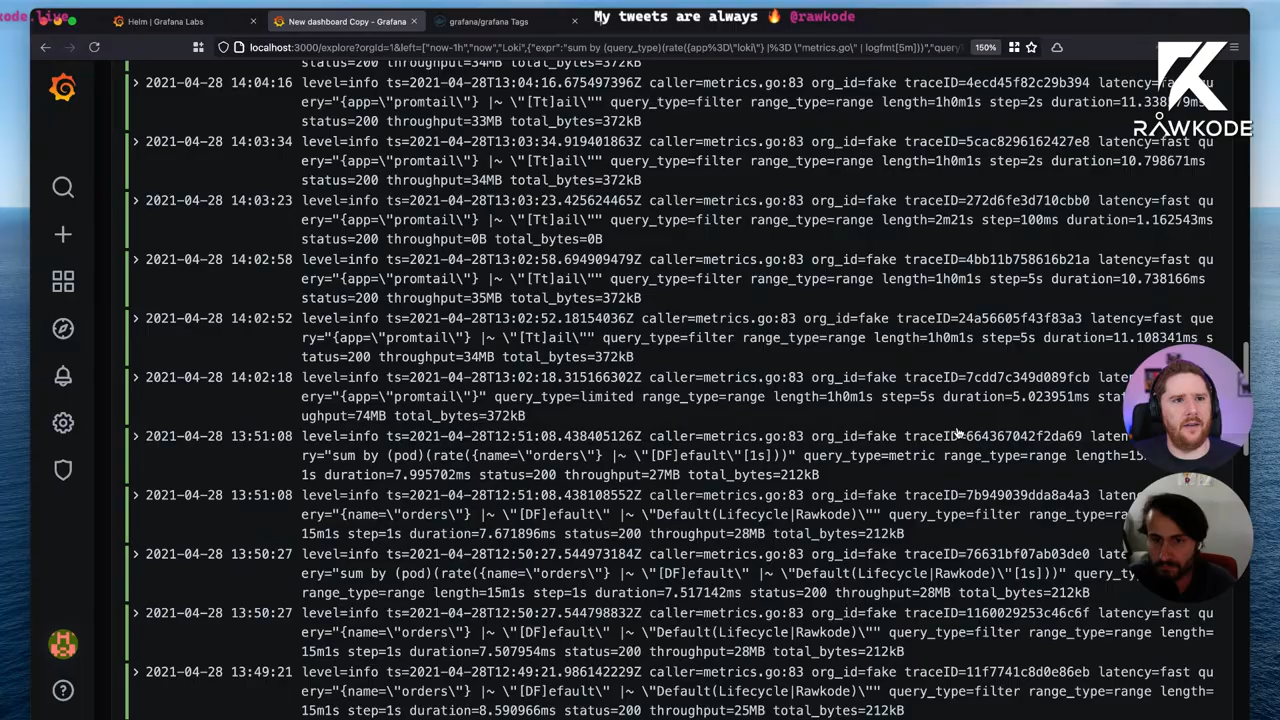 kode.live
My tweets are always 🔥 @rawkode
Helm | Grafana Labs
New dashboard Copy - Grafana
grafana/grafana Tags
localhost:3000/explore?orgId=1&left=["now-1h","now","Loki",{"expr":"sum by (query_type)(rate({app%3D\"loki\"} |%3D \"metrics.go\" | logfmt[5m]))","query
150%
RAWKODE
status=200 throughput=34MB total_bytes=372kB
2021-04-28 14:04:16 level=info ts=2021-04-28T13:04:16.675497396Z caller=metrics.go:83 org_id=fake traceID=4ecd45f82c29b394 latency=fast qu
ery="{app=\"promtail\"} |~ \"[Tt]ail\"" query_type=filter range_type=range length=1h0m1s step=2s duration=11.338579ms
status=200 throughput=33MB total_bytes=372kB
2021-04-28 14:03:34 level=info ts=2021-04-28T13:03:34.919401863Z caller=metrics.go:83 org_id=fake traceID=5cac8296162427e8 latency=fast qu
ery="{app=\"promtail\"} |~ \"[Tt]ail\"" query_type=filter range_type=range length=1h0m1s step=2s duration=10.798671ms
status=200 throughput=34MB total_bytes=372kB
2021-04-28 14:03:23 level=info ts=2021-04-28T13:03:23.425624465Z caller=metrics.go:83 org_id=fake traceID=272d6fe3d710cbb0 latency=fast qu
ery="{app=\"promtail\"} |~ \"[Tt]ail\"" query_type=filter range_type=range length=2m21s step=100ms duration=1.162543ms
status=200 throughput=0B total_bytes=0B
2021-04-28 14:02:58 level=info ts=2021-04-28T13:02:58.694909479Z caller=metrics.go:83 org_id=fake traceID=4bb11b758616b21a latency=fast qu
ery="{app=\"promtail\"} |~ \"[Tt]ail\"" query_type=filter range_type=range length=1h0m1s step=5s duration=10.738166ms
status=200 throughput=35MB total_bytes=372kB
2021-04-28 14:02:52 level=info ts=2021-04-28T13:02:52.18154036Z caller=metrics.go:83 org_id=fake traceID=24a56605f43f83a3 latency=fast que
ry="{app=\"promtail\"} |~ \"[Tt]ail\"" query_type=filter range_type=range length=1h0m1s step=5s duration=11.108341ms s
tatus=200 throughput=34MB total_bytes=372kB
2021-04-28 14:02:18 level=info ts=2021-04-28T13:02:18.315166302Z caller=metrics.go:83 org_id=fake traceID=7cdd7c349d089fcb
"{app=\"promtail\"}" query_type=limited range_type=range length=1h0m1s step=5s duration=5.023951ms
ughput=74MB total_bytes=372kB
2021-04-28 13:51:08 level=info ts=2021-04-28T12:51:08.438405126Z caller=metrics.go:83 org_id=fake traceID=664367042f2da69
ry="sum by (pod)(rate({name=\"orders\"} |~ \"[DF]efault\"[1s]))" query_type=metric range_type=range
1s duration=7.995702ms status=200 throughput=27MB total_bytes=212kB
2021-04-28 13:51:08 level=info ts=2021-04-28T12:51:08.438108552Z caller=metrics.go:83 org_id=fake traceID=7b949039dda8a4a3
ery="{name=\"orders\"} |~ \"[DF]efault\" |~ \"Default(Lifecycle|Rawkode)\"" query_type=filter
15m1s step=1s duration=7.671896ms status=200 throughput=28MB total_bytes=212kB
2021-04-28 13:50:27 level=info ts=2021-04-28T12:50:27.544973184Z caller=metrics.go:83 org_id=fake traceID=76631bf07ab03de0
ery="sum by (pod)(rate({name=\"orders\"} |~ \"[DF]efault\" |~ \"Default(Lifecycle|Rawkode)\"[1s]))"
range_type=range length=15m1s step=1s duration=7.517142ms status=200 throughput=28MB total_bytes=212kB
2021-04-28 13:50:27 level=info ts=2021-04-28T12:50:27.544798832Z caller=metrics.go:83 org_id=fake traceID=1160029253c46c6f latency=fast qu
ery="{name=\"orders\"} |~ \"[DF]efault\" |~ \"Default(Lifecycle|Rawkode)\"" query_type=filter range_type=range length=
15m1s step=1s duration=7.507954ms status=200 throughput=28MB total_bytes=212kB
2021-04-28 13:49:21 level=info ts=2021-04-28T12:49:21.898614222925Z caller=metrics.go:83 org_id=fake traceID=11f7741c8d0e86eb latency=fast qu
ery="{name=\"orders\"} |~ \"[DF]efault\" |~ \"Default(Lifecycle|Rawkode)\"" query_type=filter range_type=range length=
15m1s step=1s duration=8.590966ms status=200 throughput=25MB total_bytes=212kB